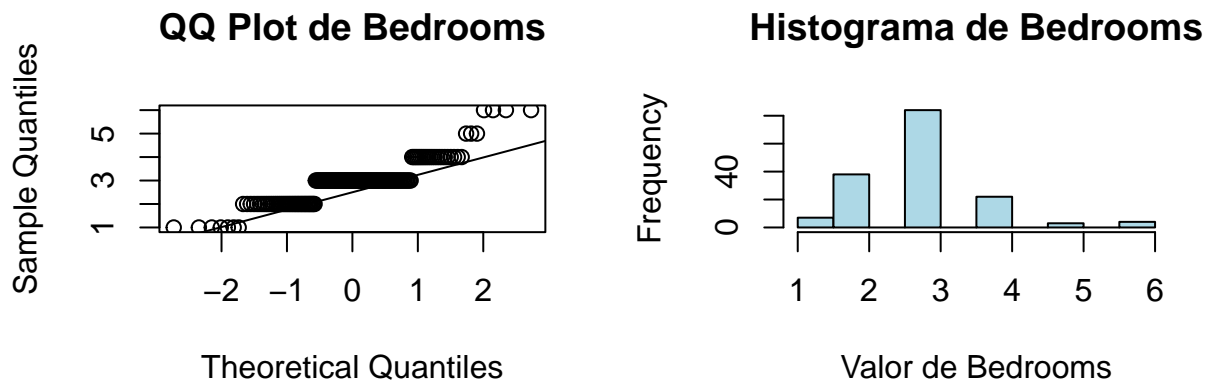 QQ Plot de Bedrooms
Sample Quantiles
1
3
5
−2 −1 0 1 2
Theoretical Quantiles
Histograma de Bedrooms
Frequency
0
40
1 2 3 4 5 6
Valor de Bedrooms